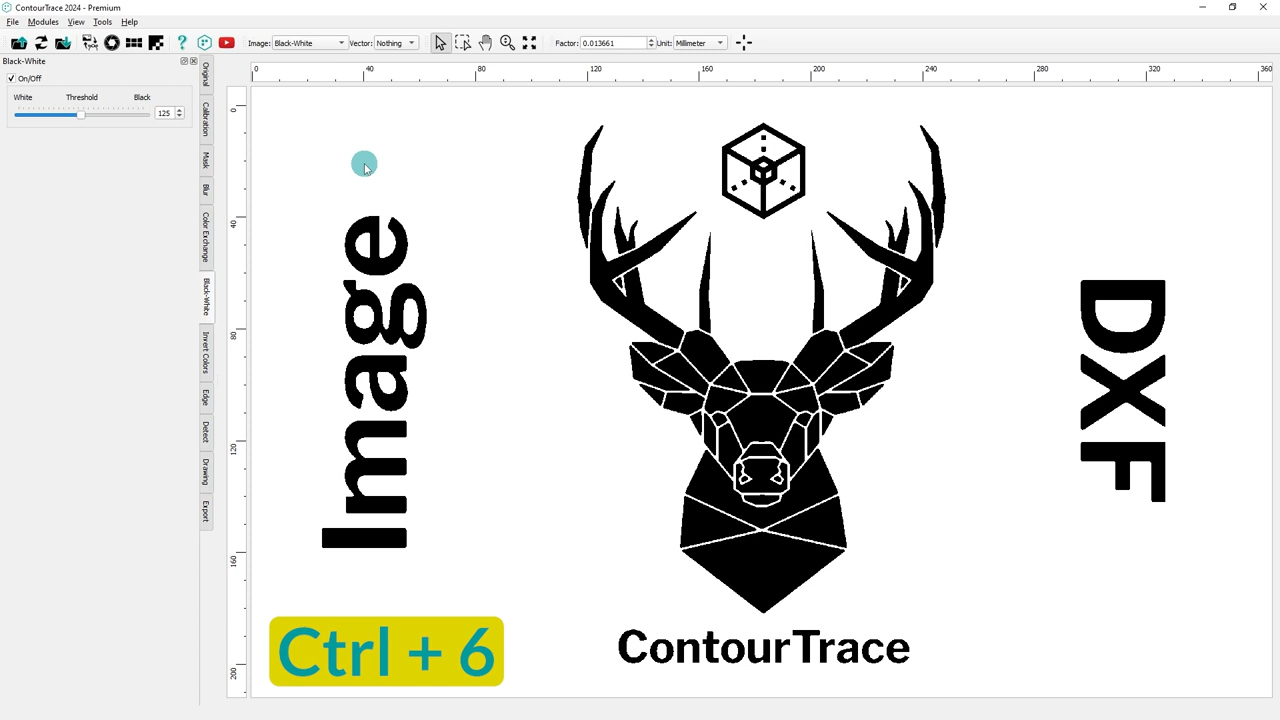 ContourTrace 2024 - Premium
File Modules View Tools Help
Image: Black-White Vector: Nothing Factor: 0.013661 Unit: Millimeter
Black-White
On/Off
White Threshold Black
125
Original
Calibration
Mask
Blur
Color Exchange
Black-White
Invert Colors
Edge
Detect
Drawing
Export
0 40 80 120 160 200 240 280 320 360
0
40
80
120
160
200
Image
DXF
ContourTrace
Ctrl + 6